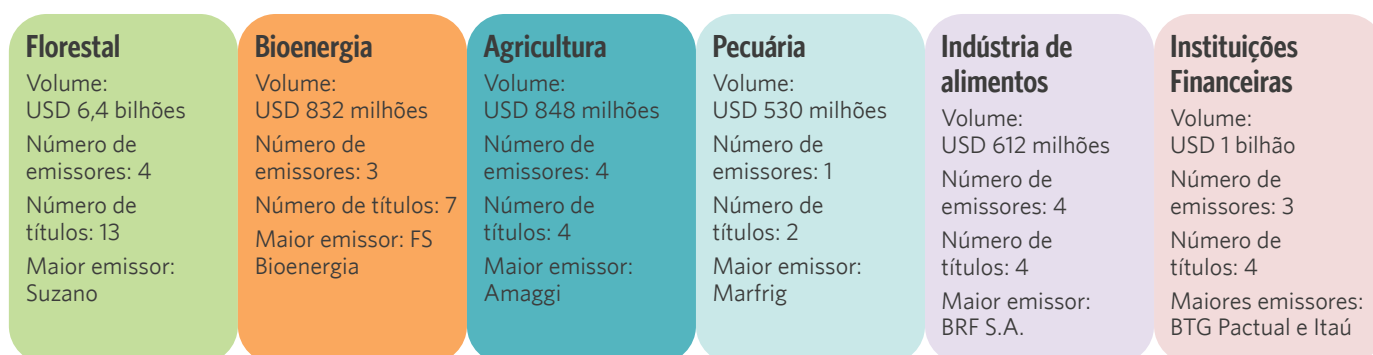 Florestal
Volume:
USD 6,4 bilhões
Número de
emissores: 4
Número de
títulos: 13
Maior emissor:
Suzano
Bioenergia
Volume:
USD 832 milhões
Número de
emissores: 3
Número de títulos: 7
Maior emissor: FS
Bioenergia
Agricultura
Volume:
USD 848 milhões
Número de
emissores: 4
Número de
títulos: 4
Maior emissor:
Amaggi
Pecuária
Volume:
USD 530 milhões
Número de
emissores: 1
Número de
títulos: 2
Maior emissor:
Marfrig
Indústria de
alimentos
Volume:
USD 612 milhões
Número de
emissores: 4
Número de
títulos: 4
Maior emissor:
BRF S.A.
Instituições
Financeiras
Volume:
USD 1 bilhão
Número de
emissores: 3
Número de
títulos: 4
Maiores emissores:
BTG Pactual e Itaú